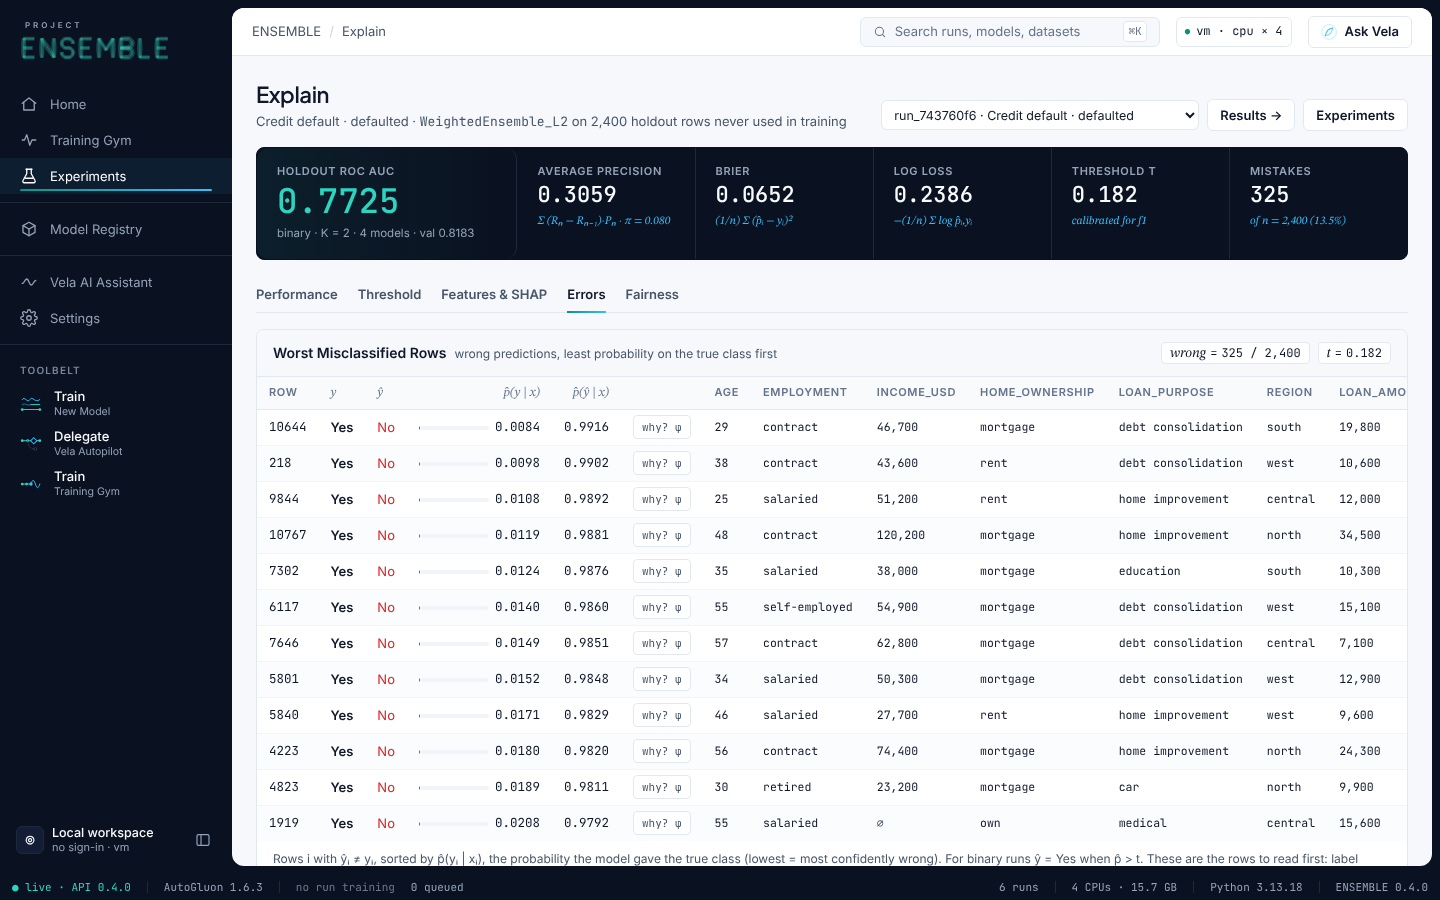 PROJECT
ENSEMBLE
Home
Training Gym
Experiments
Model Registry
Vela AI Assistant
Settings
TOOLBELT
Train
New Model
Delegate
Vela Autopilot
Train
Training Gym
Local workspace
no sign-in · vm
ENSEMBLE / Explain
Search runs, models, datasets ⌘K
vm · cpu × 4
Ask Vela
Explain
Credit default · defaulted · WeightedEnsemble_L2 on 2,400 holdout rows never used in training
run_743760f6 · Credit default · defaulted
Results →
Experiments
HOLDOUT ROC AUC
0.7725
binary · K = 2 · 4 models · val 0.8183
AVERAGE PRECISION
0.3059
Σ (Rₙ − Rₙ₋₁)·Pₙ · π = 0.080
BRIER
0.0652
(1/n) Σ (p̂ᵢ − yᵢ)²
LOG LOSS
0.2386
−(1/n) Σ log p̂ᵢ,yᵢ
THRESHOLD T
0.182
calibrated for f1
MISTAKES
325
of n = 2,400 (13.5%)
Performance Threshold Features & SHAP Errors Fairness
Worst Misclassified Rows wrong predictions, least probability on the true class first
wrong = 325 / 2,400
t = 0.182
ROW y ŷ p̂(y | x) p̂(ŷ | x) AGE EMPLOYMENT INCOME_USD HOME_OWNERSHIP LOAN_PURPOSE REGION LOAN_AMO
10644 Yes No 0.0084 0.9916 why? φ 29 contract 46,700 mortgage debt consolidation south 19,800
218 Yes No 0.0098 0.9902 why? φ 38 contract 43,600 rent debt consolidation west 10,600
9844 Yes No 0.0108 0.9892 why? φ 25 salaried 51,200 rent home improvement central 12,000
10767 Yes No 0.0119 0.9881 why? φ 48 contract 120,200 mortgage home improvement north 34,500
7302 Yes No 0.0124 0.9876 why? φ 35 salaried 38,000 mortgage education south 10,300
6117 Yes No 0.0140 0.9860 why? φ 55 self-employed 54,900 mortgage debt consolidation west 15,100
7646 Yes No 0.0149 0.9851 why? φ 57 contract 62,800 mortgage debt consolidation central 7,100
5801 Yes No 0.0152 0.9848 why? φ 34 salaried 50,300 mortgage debt consolidation west 12,900
5840 Yes No 0.0171 0.9829 why? φ 46 salaried 27,700 rent home improvement west 9,600
4223 Yes No 0.0180 0.9820 why? φ 56 contract 74,400 mortgage home improvement north 24,300
4823 Yes No 0.0189 0.9811 why? φ 30 retired 23,200 mortgage car north 9,900
1919 Yes No 0.0208 0.9792 why? φ 55 salaried ∅ own medical central 15,600
Rows i with ŷᵢ ≠ yᵢ, sorted by p̂(yᵢ | xᵢ), the probability the model gave the true class (lowest = most confidently wrong). For binary runs ŷ = Yes when p̂ > t. These are the rows to read first: label
live · API 0.4.0 AutoGluon 1.6.3 no run training 0 queued
6 runs 4 CPUs · 15.7 GB Python 3.13.18 ENSEMBLE 0.4.0